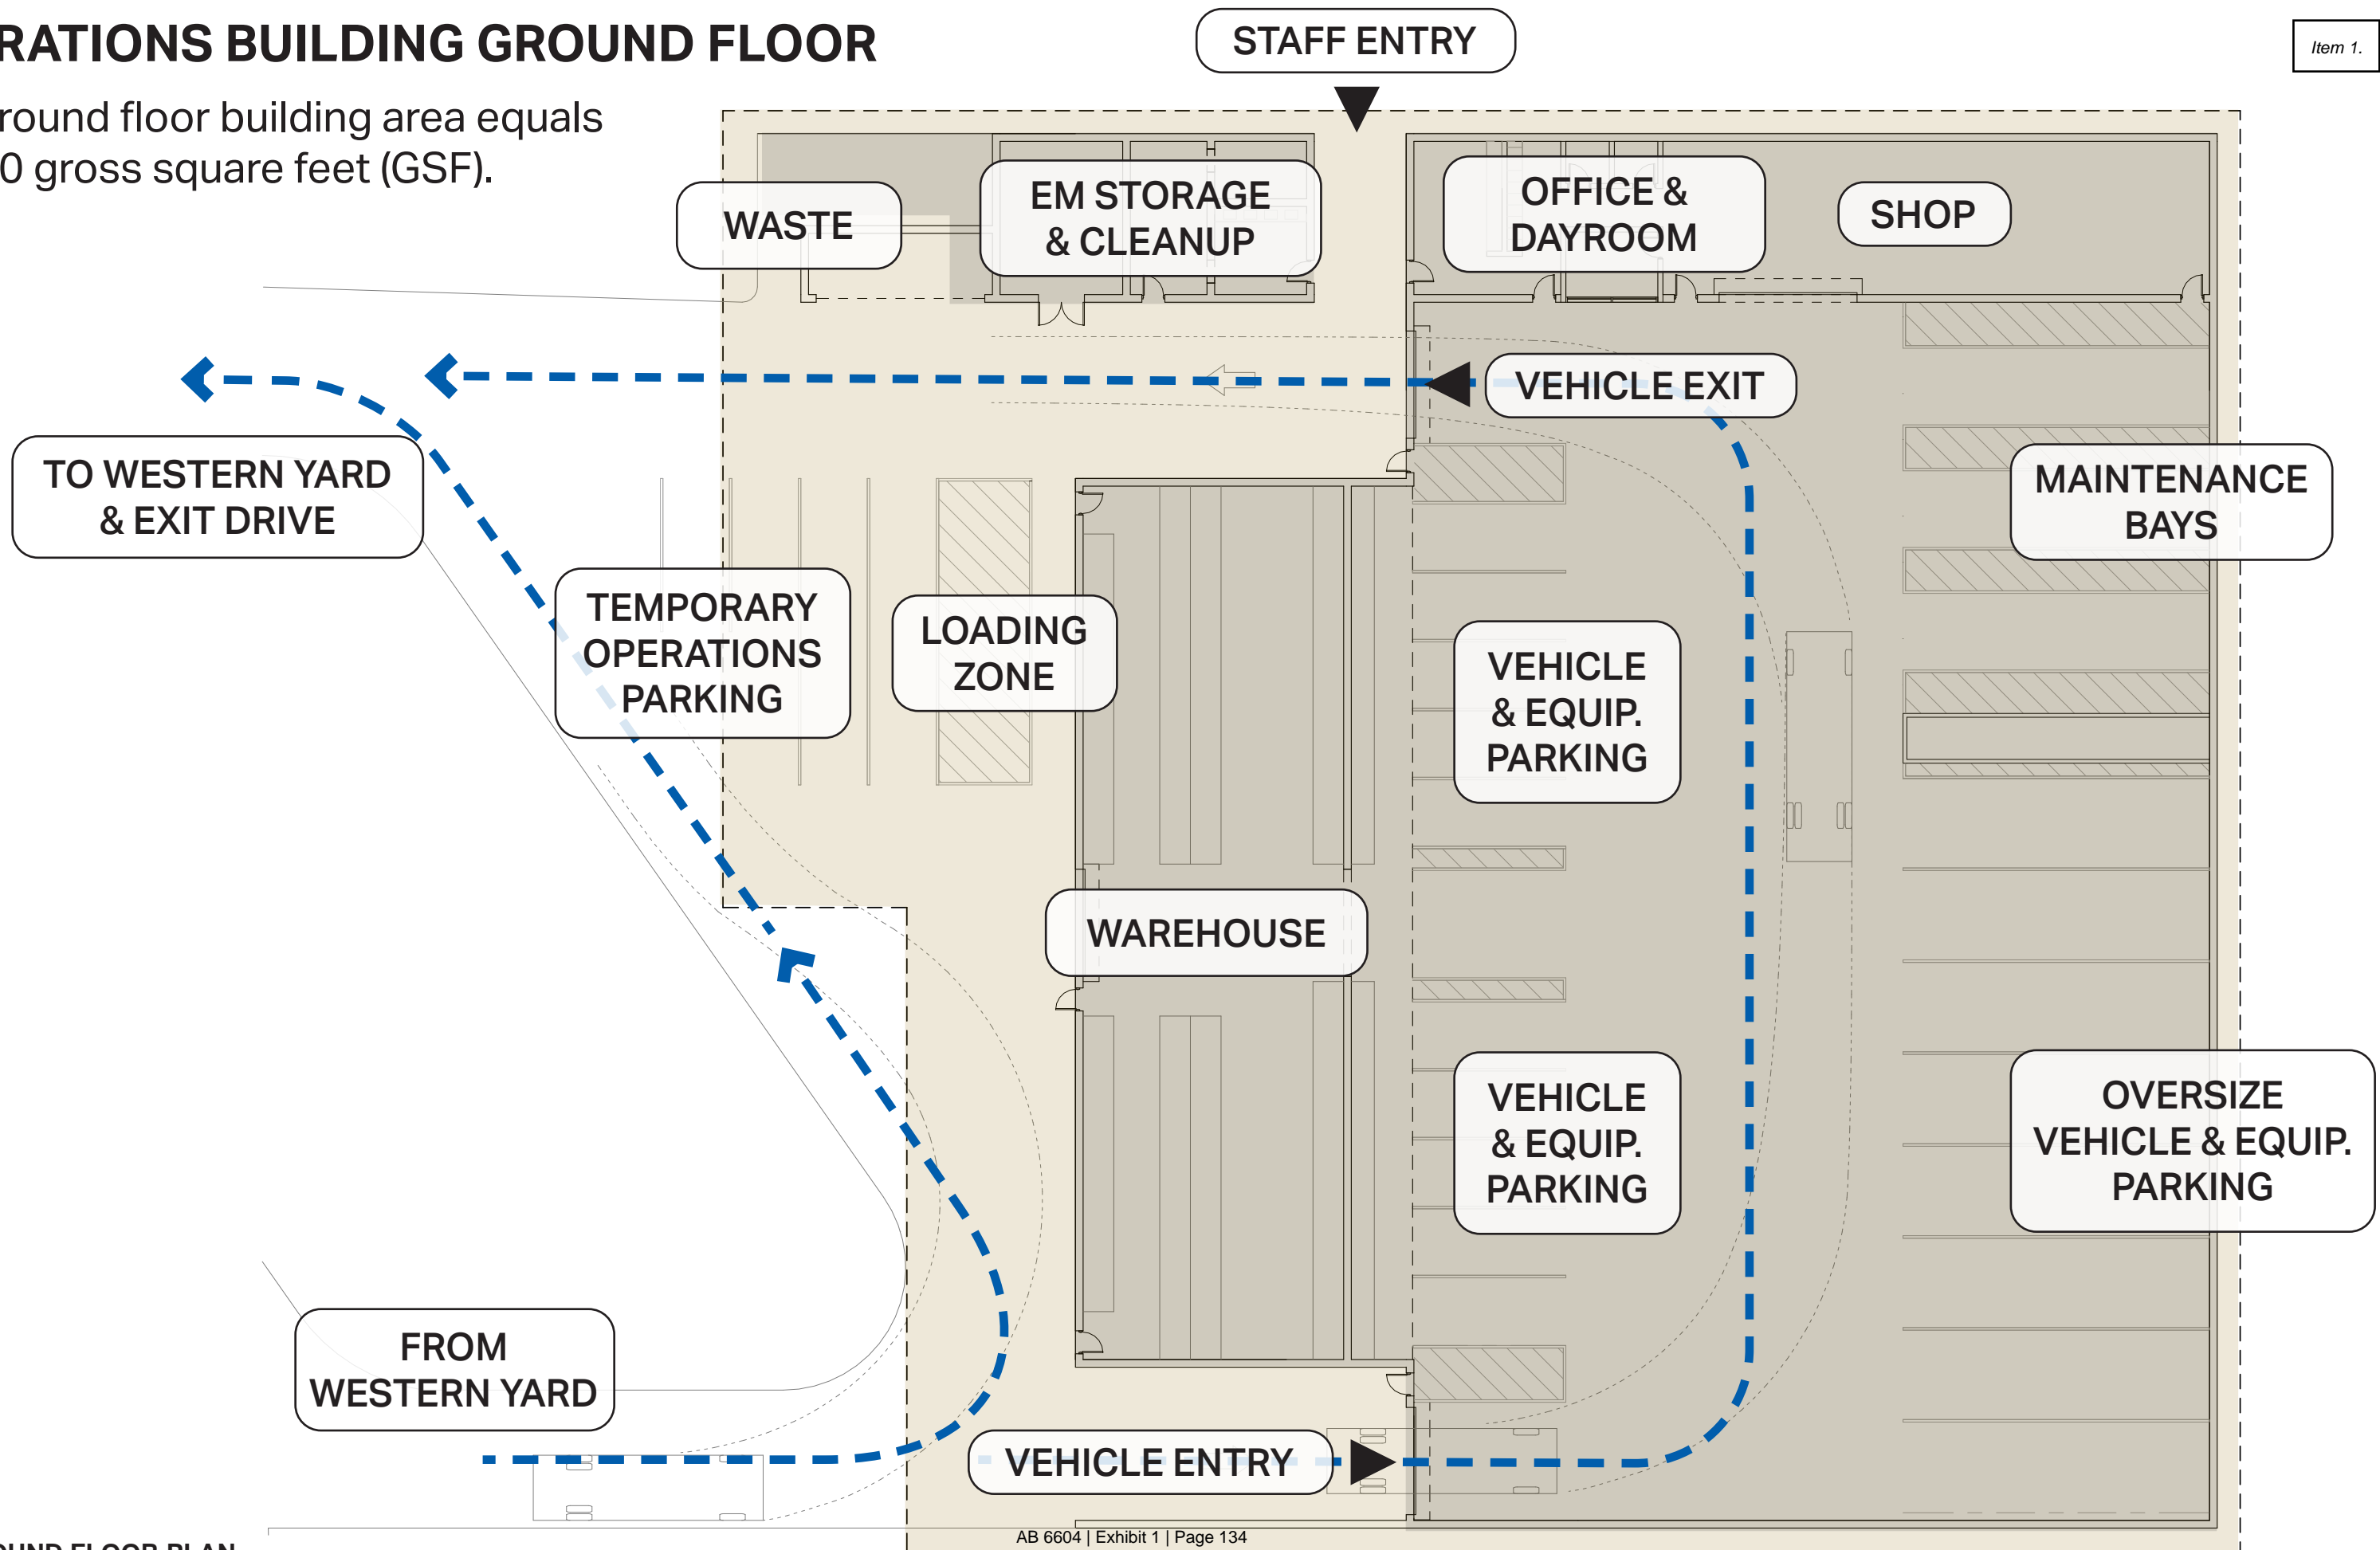 RATIONS BUILDING GROUND FLOOR
round floor building area equals
0 gross square feet (GSF).
STAFF ENTRY
Item 1.
WASTE
EM STORAGE
& CLEANUP
OFFICE &
DAYROOM
SHOP
VEHICLE EXIT
TO WESTERN YARD
& EXIT DRIVE
MAINTENANCE
BAYS
TEMPORARY
OPERATIONS
PARKING
LOADING
ZONE
VEHICLE
& EQUIP.
PARKING
WAREHOUSE
VEHICLE
& EQUIP.
PARKING
OVERSIZE
VEHICLE & EQUIP.
PARKING
FROM
WESTERN YARD
VEHICLE ENTRY
AB 6604 | Exhibit 1 | Page 134
OUND FLOOR PLAN